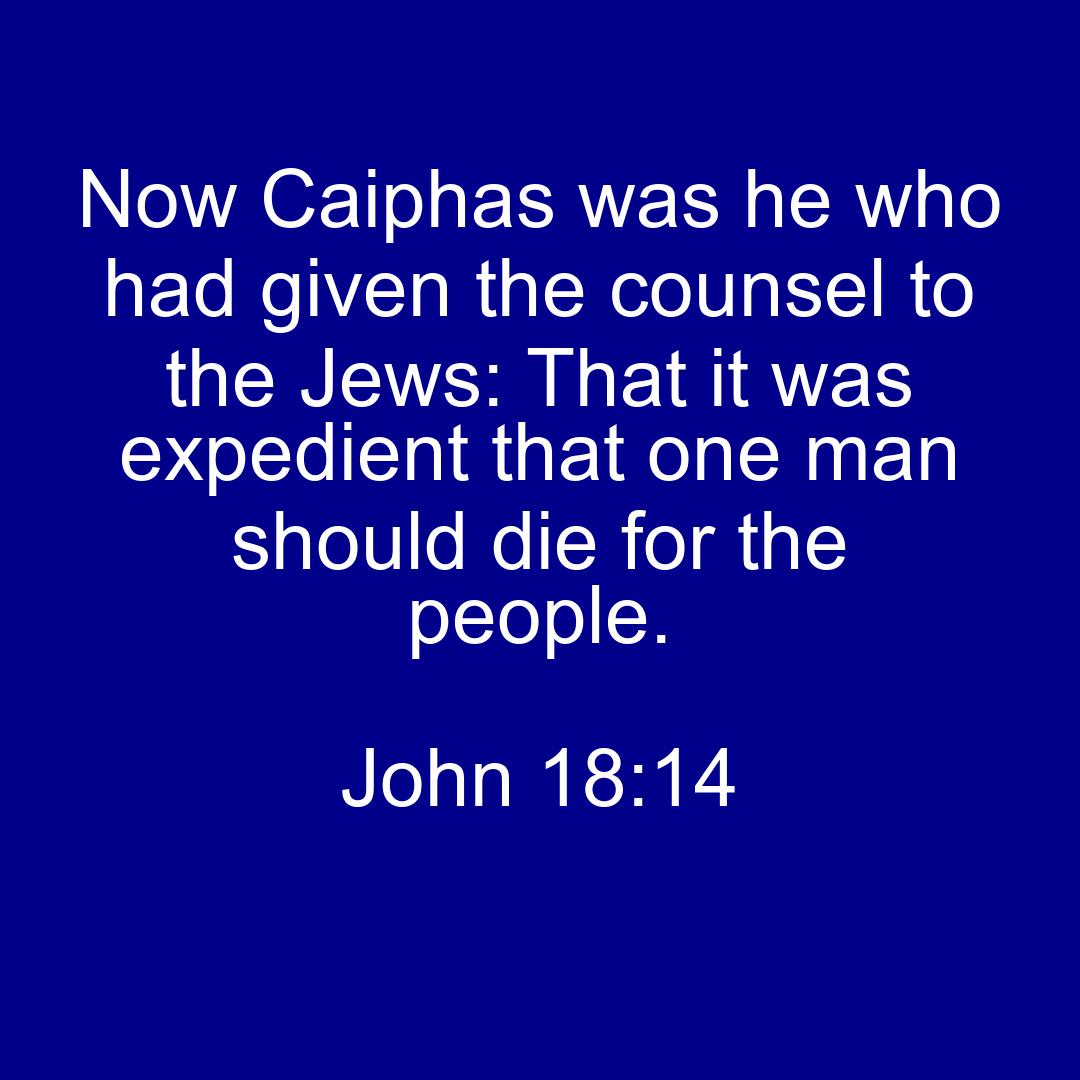 Now Caiphas was he who
had given the counsel to
the Jews: That it was
expedient that one man
should die for the
people.
John 18:14